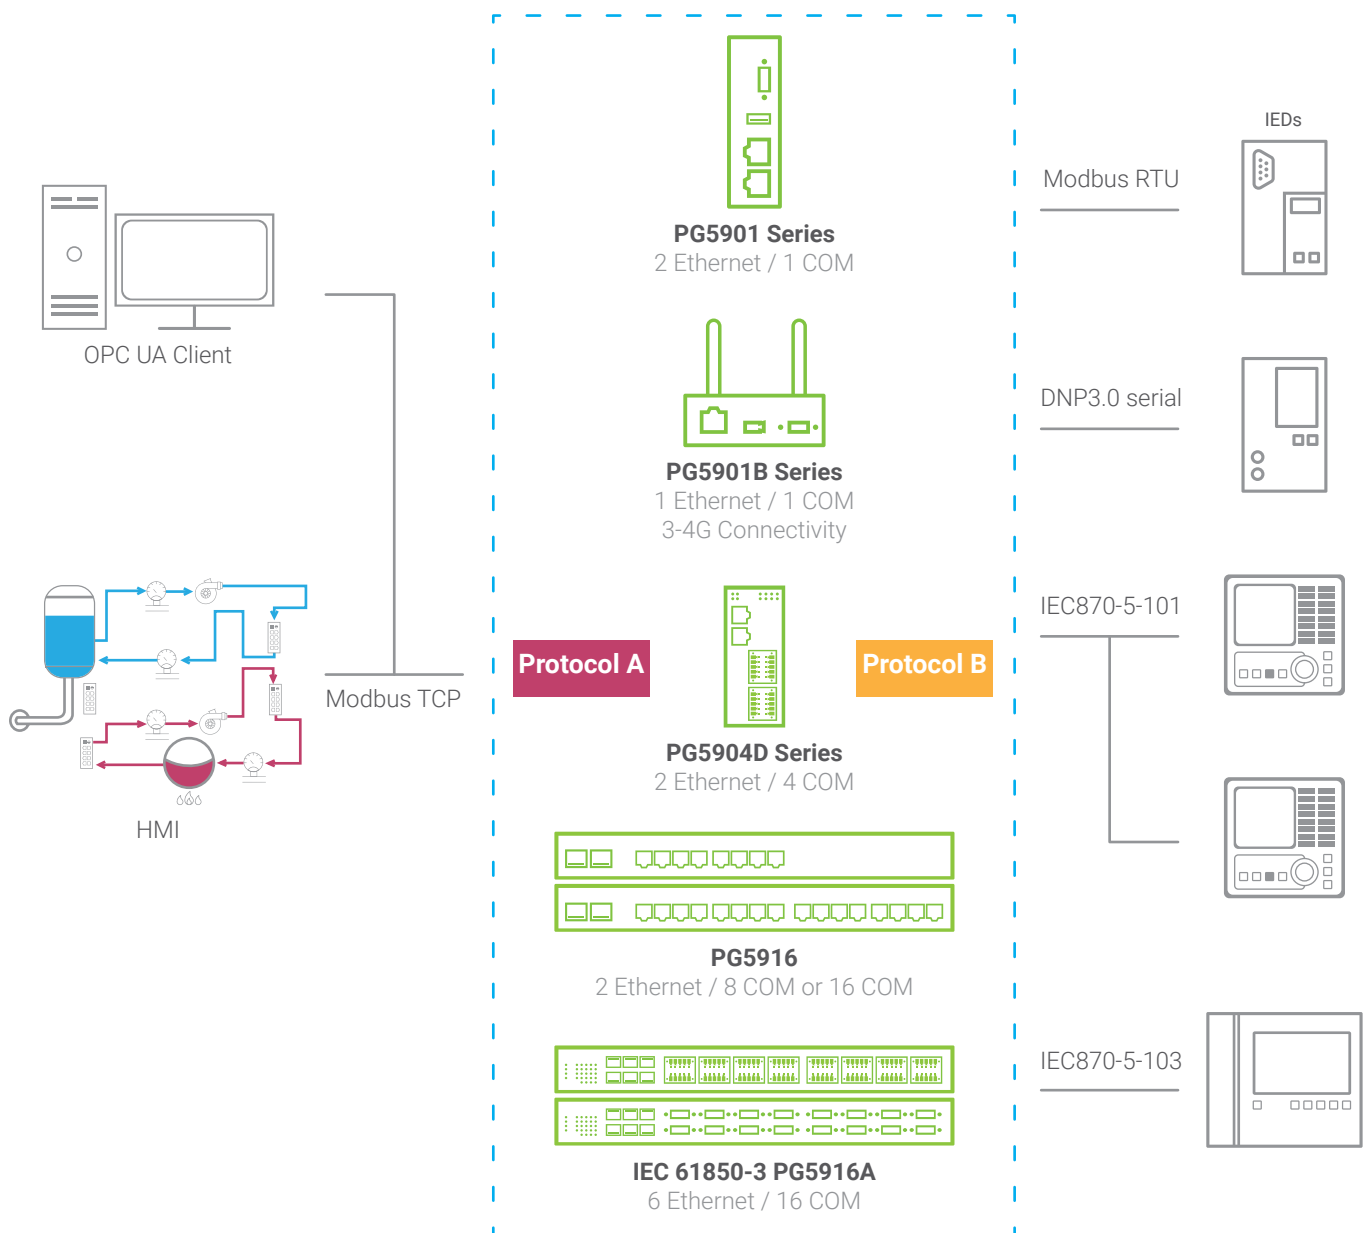 IEDs
Modbus RTU
PG5901 Series
2 Ethernet / 1 COM
OPC UA Client
DNP3.0 serial
PG5901B Series
1 Ethernet / 1 COM
3-4G Connectivity
IEC870-5-101
Protocol A
Protocol B
Modbus TCP
PG5904D Series
2 Ethernet / 4 COM
HMI
PG5916
2 Ethernet / 8 COM or 16 COM
IEC870-5-103
IEC 61850-3 PG5916A
6 Ethernet / 16 COM